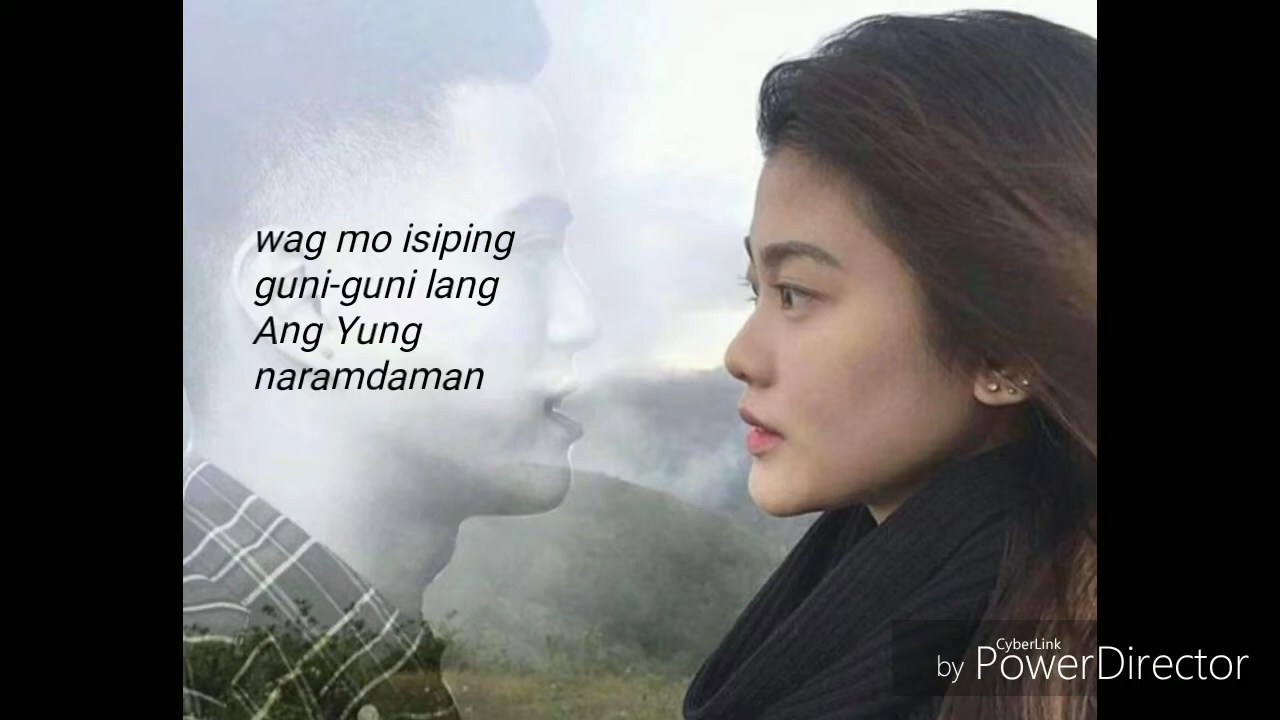 wag mo isiping
guni-guni lang
Ang Yung
naramdaman
CyberLink
by PowerDirector